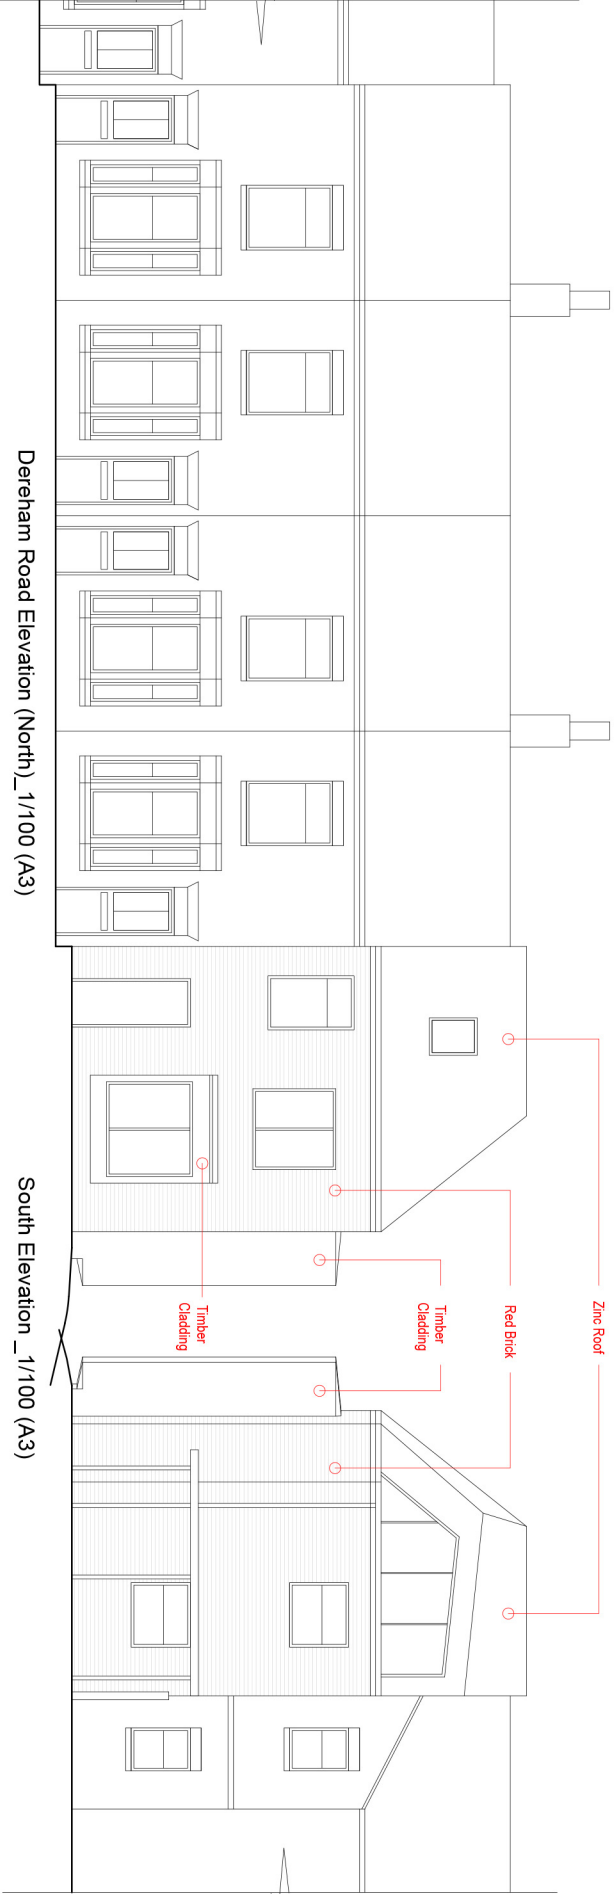 Zinc Roof
Red Brick
Timber
Cladding
Timber
Cladding
Dereham Road Elevation (North)_1/100 (A3)
South Elevation _1/100 (A3)